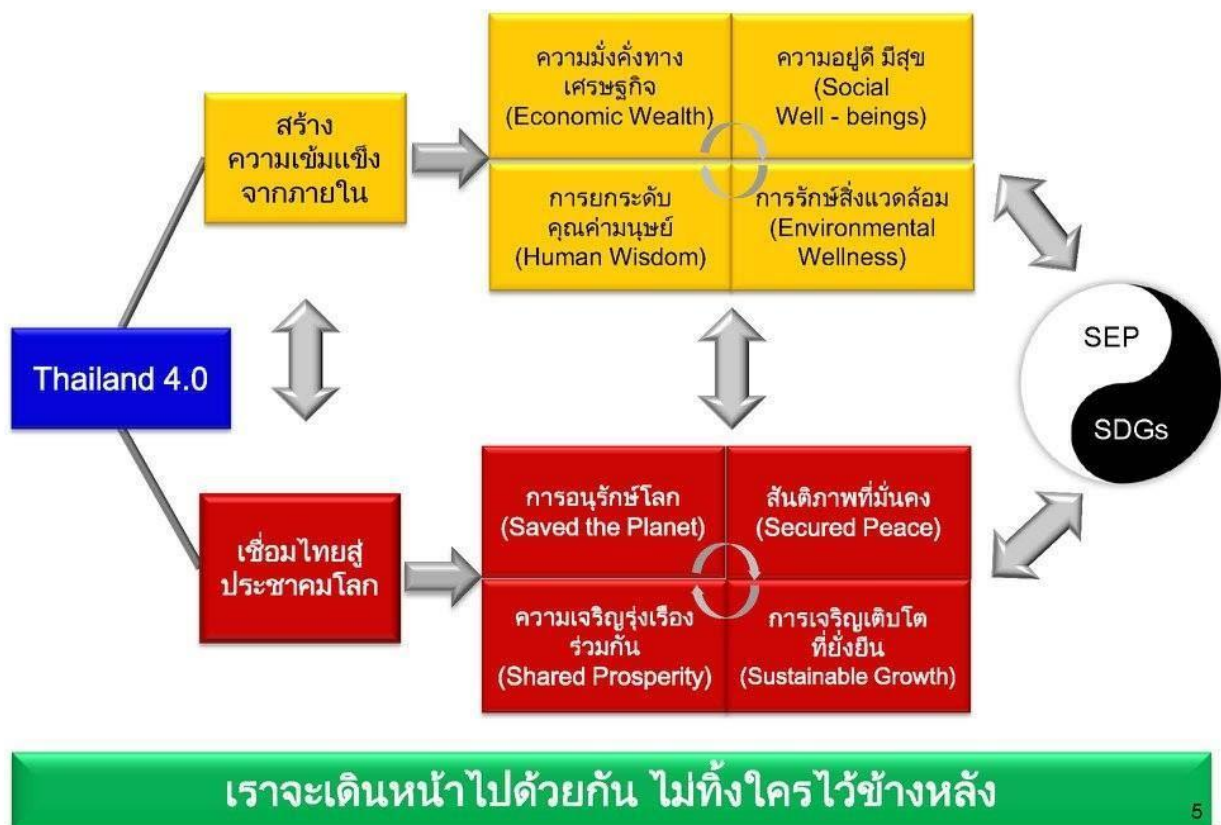 ความมั่งคั่งทาง
เศรษฐกิจ
(Economic Wealth)
ความอยู่ดี มีสุข
(Social
Well - beings)
สร้าง
ความเข้มแข็ง
จากภายใน
การยกระดับ
คุณค่ามนุษย์
(Human Wisdom)
การรักษ์สิ่งแวดล้อม
(Environmental
Wellness)
Thailand 4.0
SEP
SDGs
เชื่อมไทยสู่
ประชาคมโลก
การอนุรักษ์โลก
(Saved the Planet)
สันติภาพที่มั่นคง
(Secured Peace)
ความเจริญรุ่งเรือง
ร่วมกัน
(Shared Prosperity)
การเจริญเติบโต
ที่ยั่งยืน
(Sustainable Growth)
เราจะเดินหน้าไปด้วยกัน ไม่ทิ้งใครไว้ข้างหลัง
5